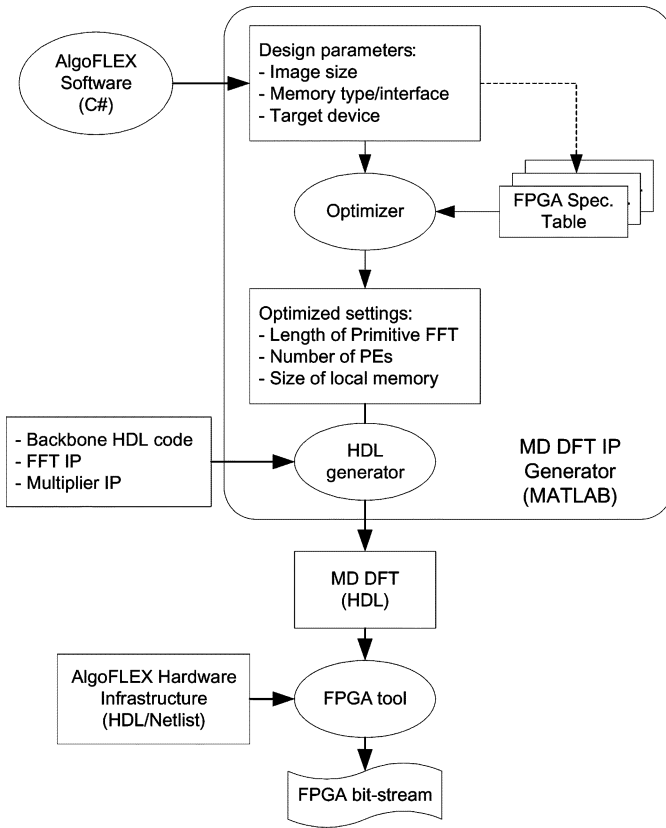 AlgoFLEX
Software
(C#)
Design parameters:
- Image size
- Memory type/interface
- Target device
Optimizer
FPGA Spec.
Table
Optimized settings:
- Length of Primitive FFT
- Number of PEs
- Size of local memory
- Backbone HDL code
- FFT IP
- Multiplier IP
HDL
generator
MD DFT IP
Generator
(MATLAB)
MD DFT
(HDL)
AlgoFLEX Hardware
Infrastructure
(HDL/Netlist)
FPGA tool
FPGA bit-stream